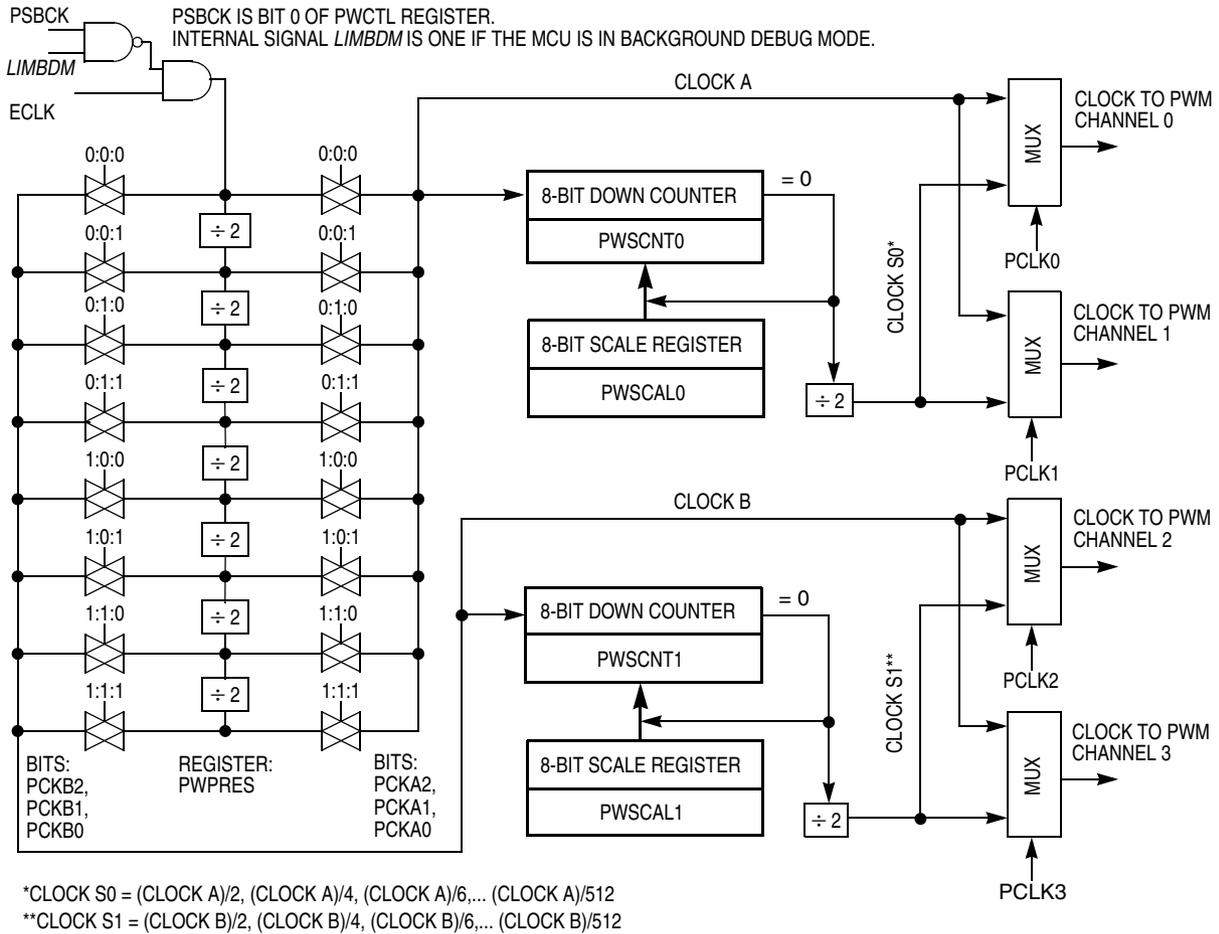 PSBCK
PSBCK IS BIT 0 OF PWCTL REGISTER.
INTERNAL SIGNAL LIMBDM IS ONE IF THE MCU IS IN BACKGROUND DEBUG MODE.
LIMBDM
ECLK
CLOCK A
CLOCK TO PWM
CHANNEL 0
MUX
PCLK0
0:0:0
0:0:0
÷ 2
0:0:1
0:0:1
÷ 2
0:1:0
0:1:0
÷ 2
0:1:1
0:1:1
÷ 2
1:0:0
1:0:0
÷ 2
1:0:1
1:0:1
÷ 2
1:1:0
1:1:0
÷ 2
1:1:1
1:1:1
8-BIT DOWN COUNTER
= 0
PWSCNT0
8-BIT SCALE REGISTER
PWSCAL0
÷ 2
CLOCK S0*
CLOCK TO PWM
CHANNEL 1
MUX
PCLK1
CLOCK B
CLOCK TO PWM
CHANNEL 2
MUX
PCLK2
8-BIT DOWN COUNTER
= 0
PWSCNT1
8-BIT SCALE REGISTER
PWSCAL1
÷ 2
CLOCK S1**
CLOCK TO PWM
CHANNEL 3
MUX
PCLK3
BITS:
PCKB2,
PCKB1,
PCKB0
REGISTER:
PWPRES
BITS:
PCKA2,
PCKA1,
PCKA0
*CLOCK S0 = (CLOCK A)/2, (CLOCK A)/4, (CLOCK A)/6,... (CLOCK A)/512
**CLOCK S1 = (CLOCK B)/2, (CLOCK B)/4, (CLOCK B)/6,... (CLOCK B)/512